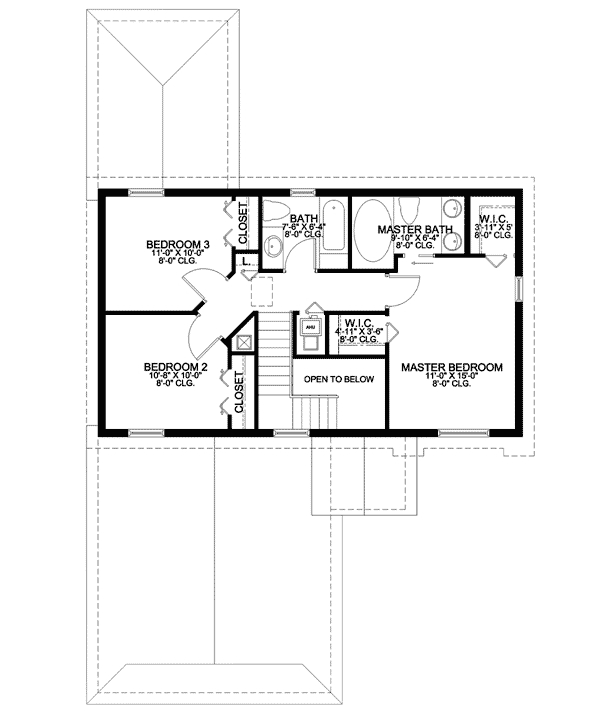 BEDROOM 3
11'-0" X 10'-0"
8'-0" CLG.
CLOSET
L.
BATH
7'-6" X 6'-4"
8'-0" CLG.
MASTER BATH
9'-10" X 6'-4"
8'-0" CLG.
W.I.C.
3'-11" X 5'
8'-0" CLG.
BEDROOM 2
10'-8" X 10'-0"
8'-0" CLG.
CLOSET
AHU
W.I.C.
4'-11" X 3'-6"
8'-0" CLG.
OPEN TO BELOW
MASTER BEDROOM
11'-0" X 15'-0"
8'-0" CLG.